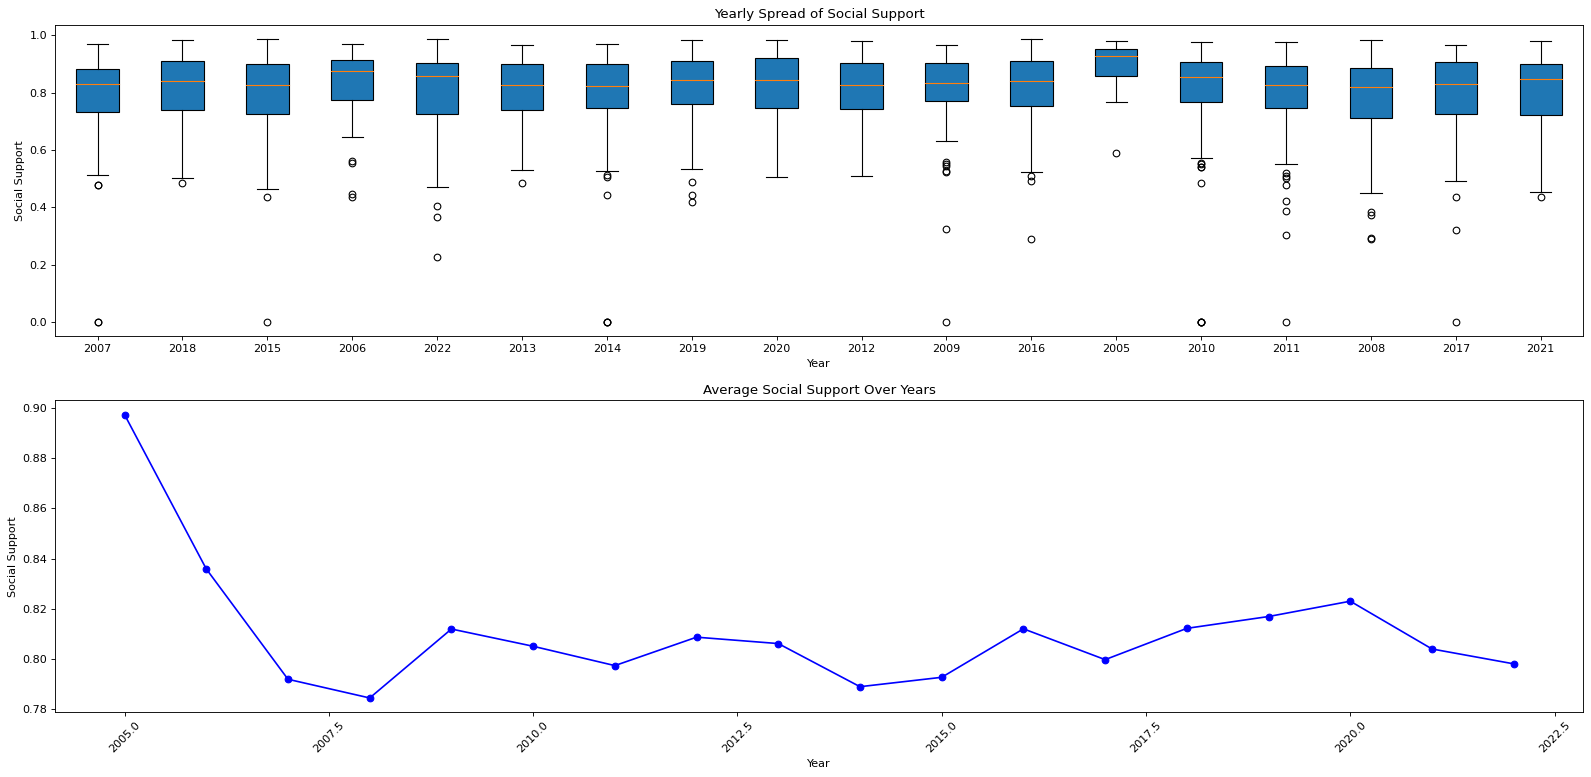 Yearly Spread of Social Support
1.0
0.8
0.6
0.4
0.2
0.0
Social Support
2007 2018 2015 2006 2022 2013 2014 2019 2020 2012 2009 2016 2005 2010 2011 2008 2017 2021
Year
Average Social Support Over Years
0.90
0.88
0.86
0.84
0.82
0.80
0.78
Social Support
2005.0 2007.5 2010.0 2012.5 2015.0 2017.5 2020.0 2022.5
Year